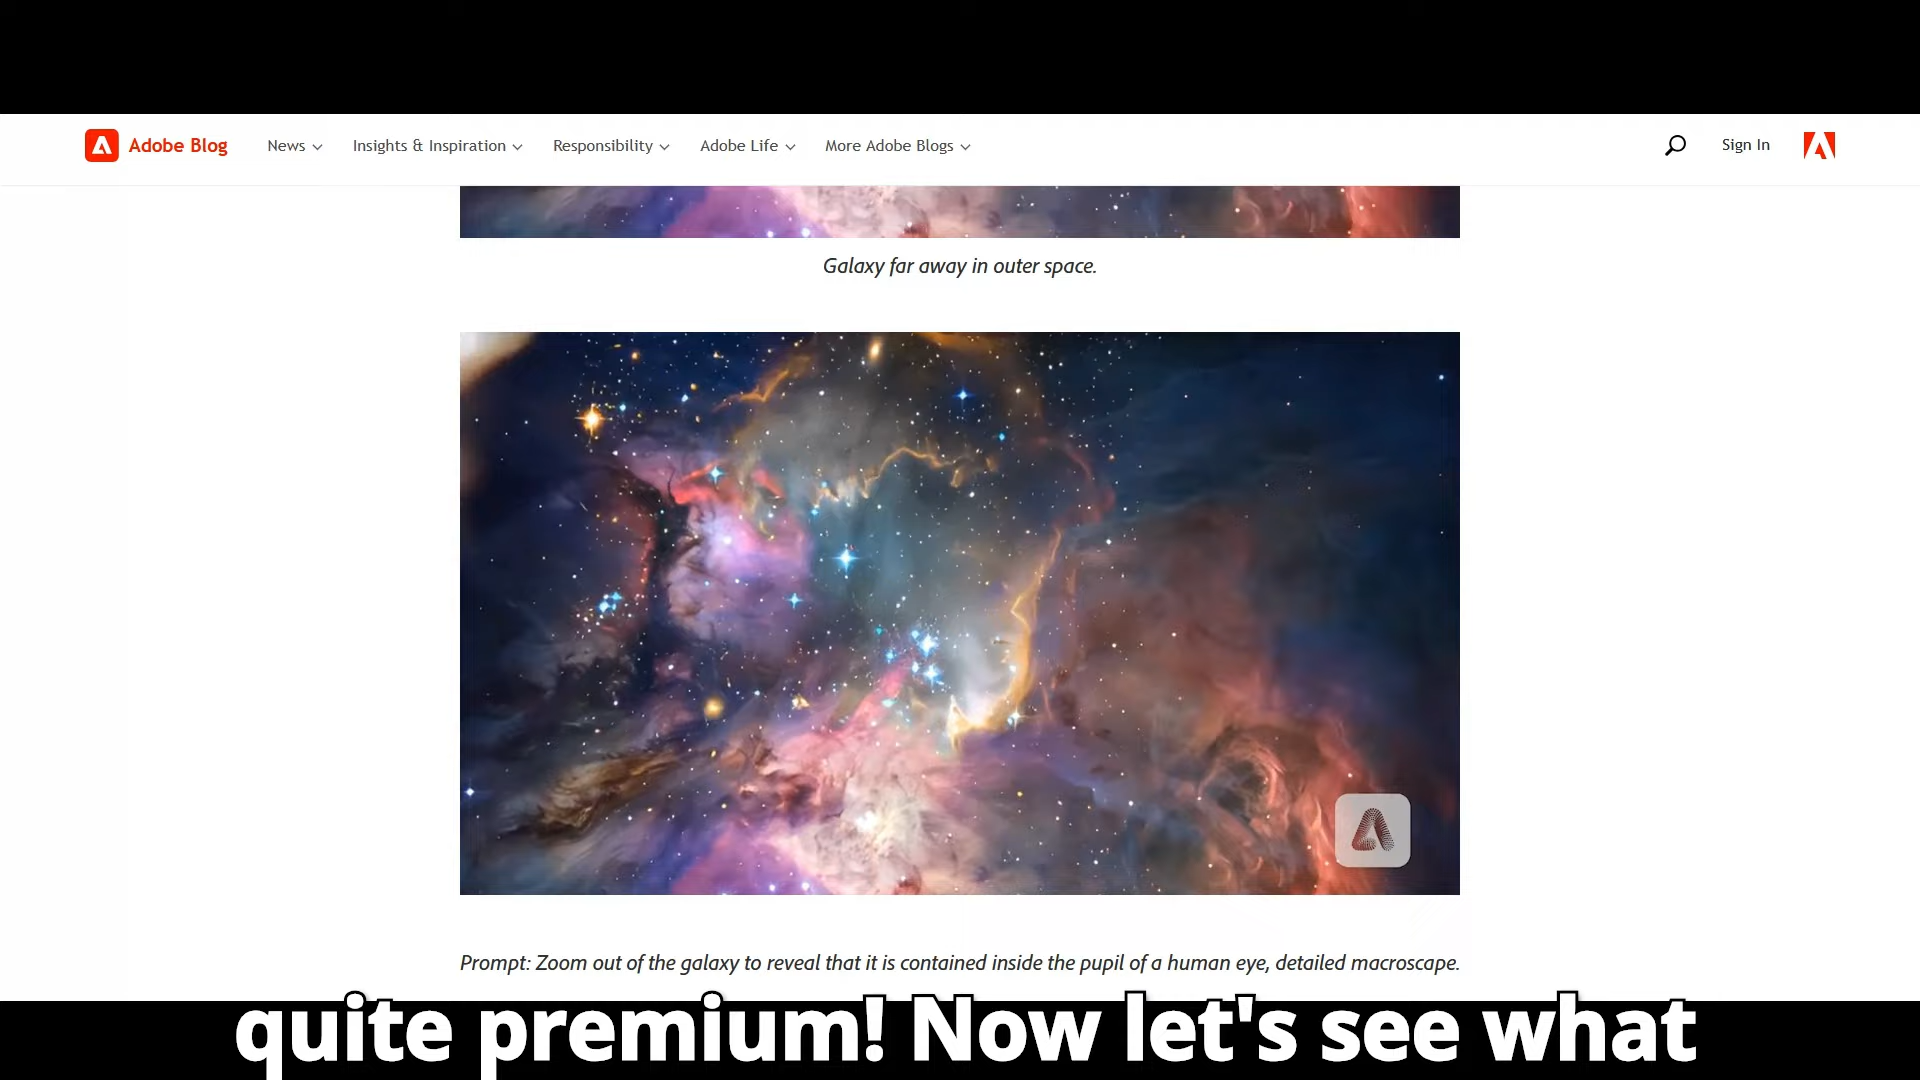 Adobe Blog News Insights & Inspiration Responsibility Adobe Life More Adobe Blogs Sign In
Galaxy far away in outer space.
Prompt: Zoom out of the galaxy to reveal that it is contained inside the pupil of a human eye, detailed macroscape.
quite premium! Now let's see what